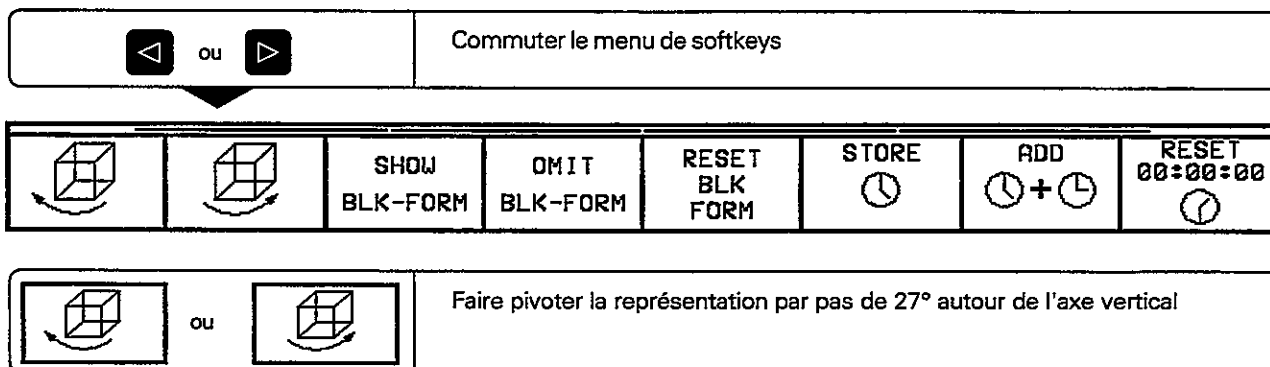 ou
Commuter le menu de softkeys
SHOW
BLK-FORM
OMIT
BLK-FORM
RESET
BLK
FORM
STORE
ADD
+
RESET
00:00:00
ou
Faire pivoter la représentation par pas de 27° autour de l'axe vertical